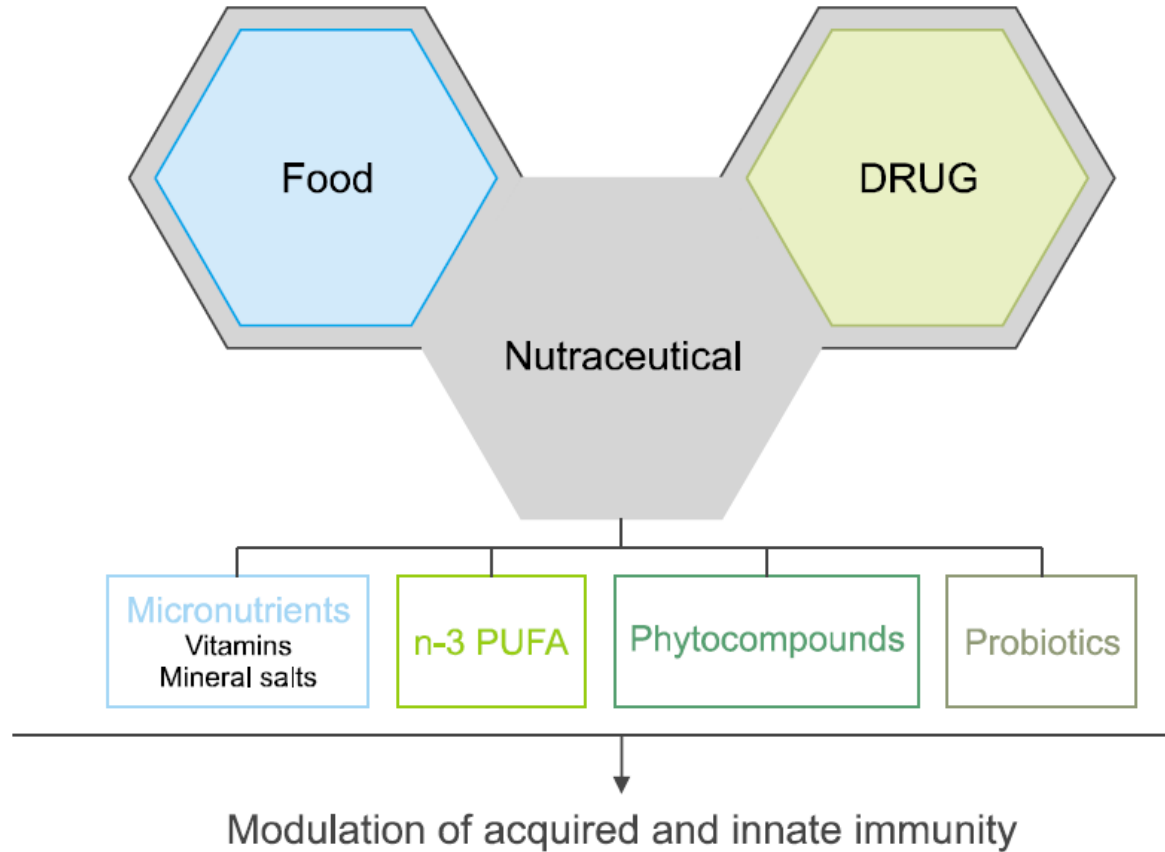 Food
DRUG
Nutraceutical
Micronutrients
Vitamins
Mineral salts
n-3 PUFA
Phytocompounds
Probiotics
Modulation of acquired and innate immunity